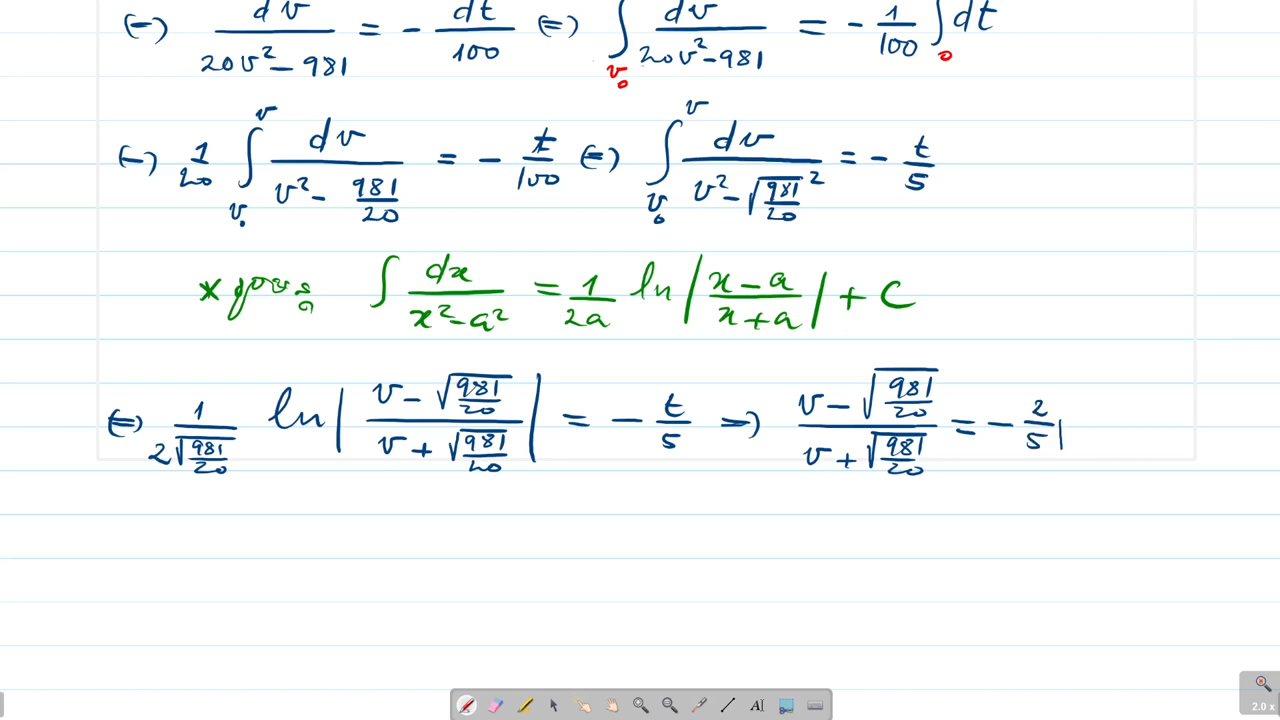 (=) dv / (20v² - 981) = - dt / 100 (=) ∫_{v₀} dv / (20v² - 981) = - 1/100 ∫₀ dt
(=) 1/20 ∫_{v₀}^{v} dv / (v² - 981/20) = - t/100 (=) ∫_{v₀}^{v} dv / (v² - √(981/20)²) = - t/5
∫ dx / (x² - a²) = 1/2a ln |(x - a) / (x + a)| + C
(=) 1 / (2√(981/20)) ln |(v - √(981/20)) / (v + √(981/20))| = - t/5 => (v - √(981/20)) / (v + √(981/20)) = - 2/5
AI
2.0 x